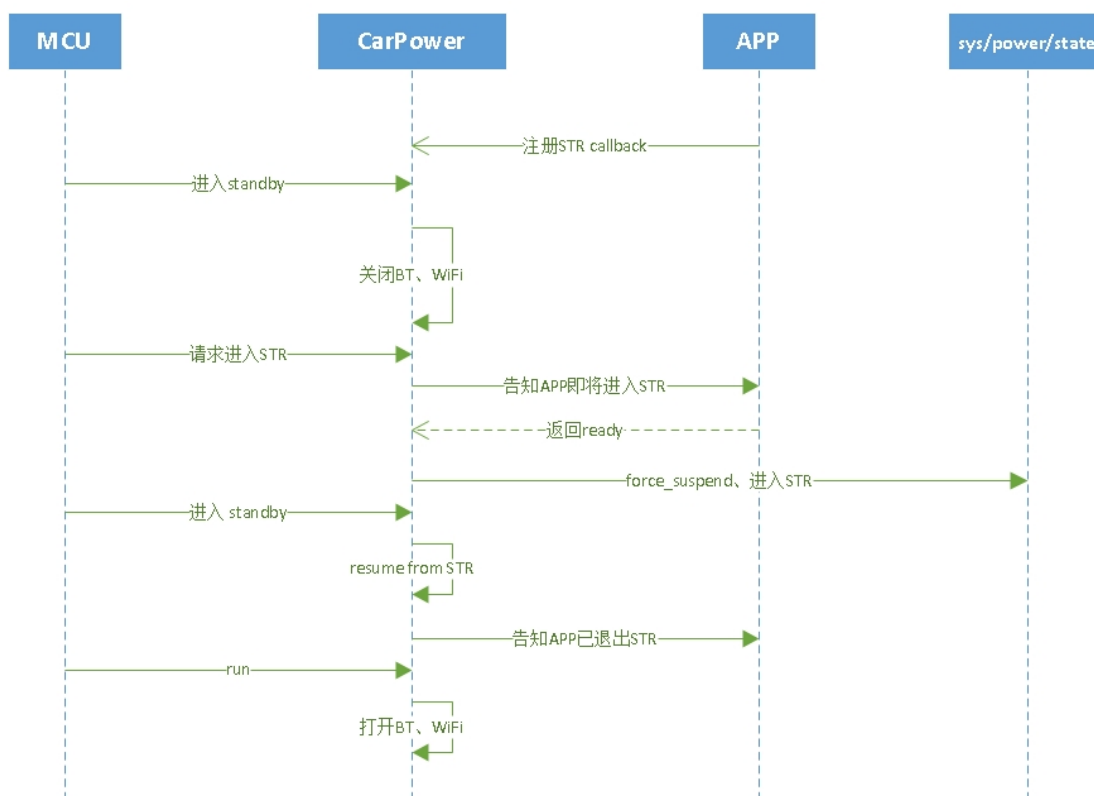 MCU
CarPower
APP
sys/power/state
注册STR callback
进入standby
关闭BT、WiFi
请求进入STR
告知APP即将进入STR
返回ready
force_suspend、进入STR
进入 standby
resume from STR
告知APP已退出STR
run
打开BT、WiFi